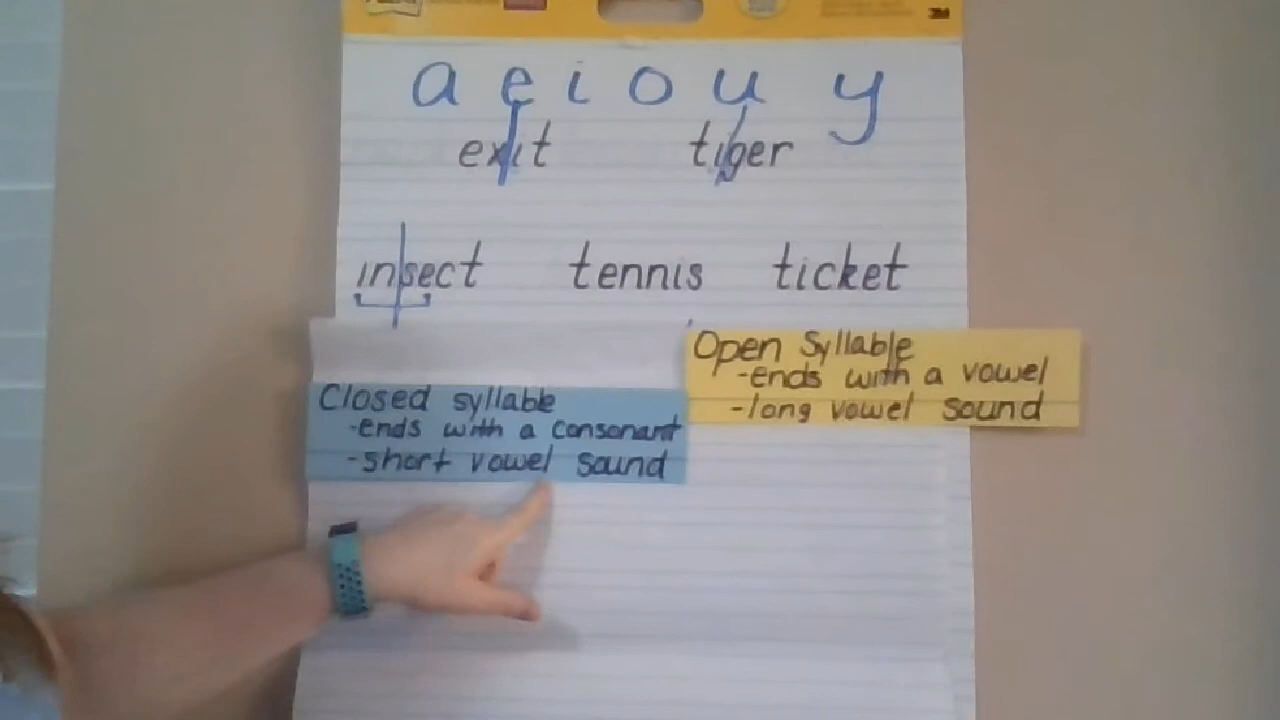 3M
a e i o u y
exit tiger
insect tennis ticket
Open Syllable
-ends with a vowel
-long vowel sound
Closed syllable
-ends with a consonant
-short vowel sound